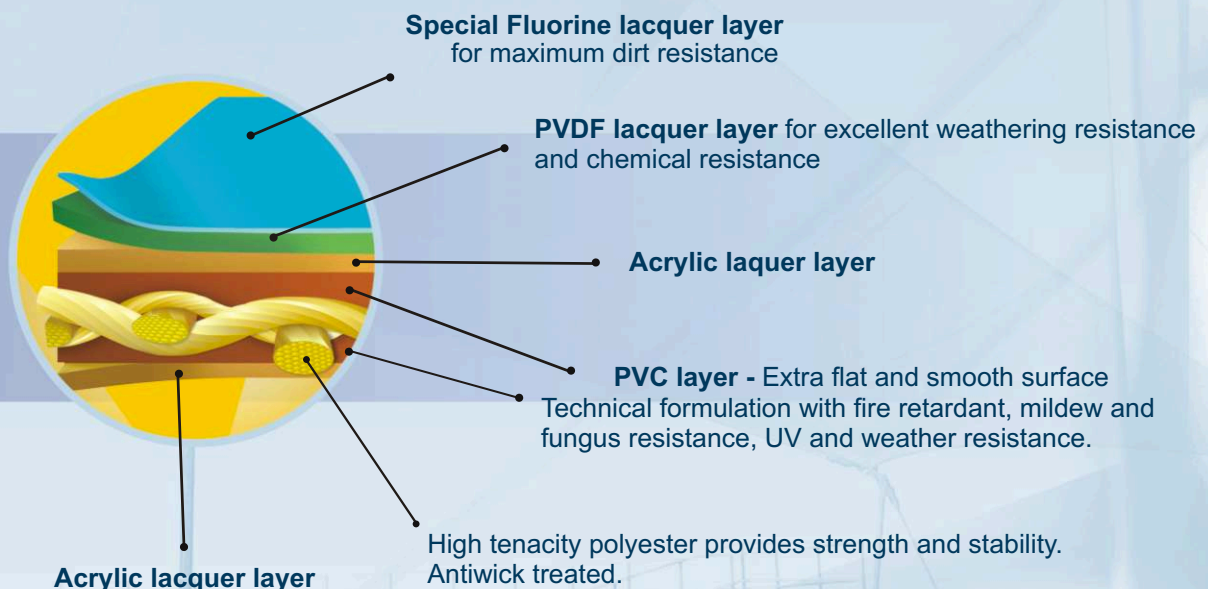 Special Fluorine lacquer layer
for maximum dirt resistance
PVDF lacquer layer for excellent weathering resistance
and chemical resistance
Acrylic laquer layer
PVC layer - Extra flat and smooth surface
Technical formulation with fire retardant, mildew and
fungus resistance, UV and weather resistance.
High tenacity polyester provides strength and stability.
Antiwick treated.
Acrylic lacquer layer